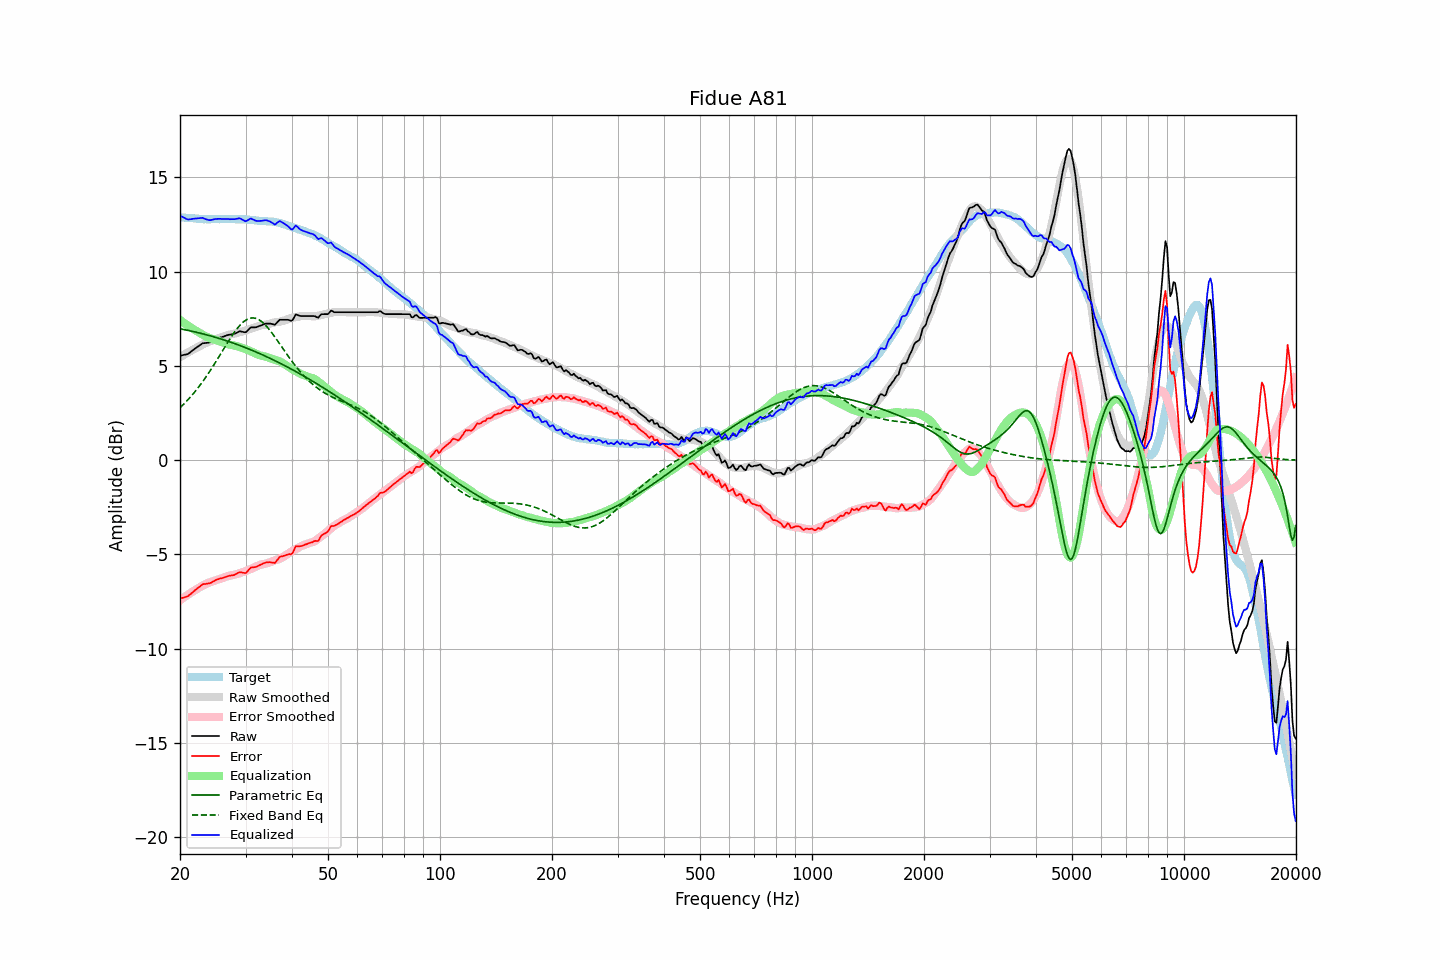 Fidue A81
Amplitude (dBr)
15
10
5
0
−5
−10
−15
−20
Target
Raw Smoothed
Error Smoothed
Raw
Error
Equalization
Parametric Eq
Fixed Band Eq
Equalized
20 50 100 200 500 1000 2000 5000 10000 20000
Frequency (Hz)